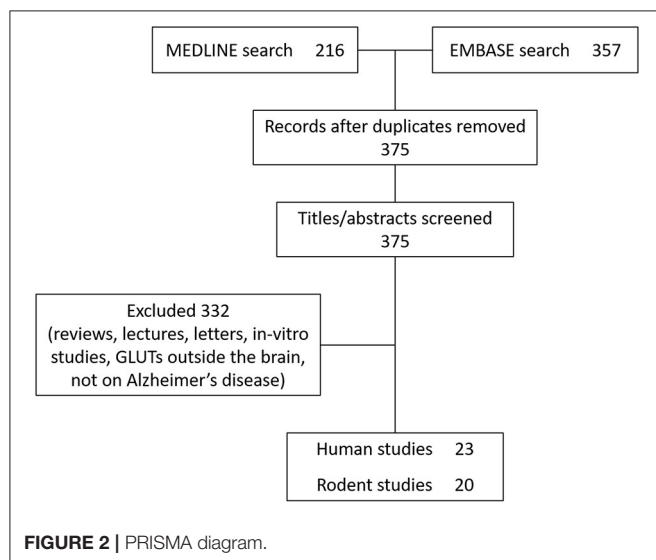 MEDLINE search 216
EMBASE search 357
Records after duplicates removed
375
Titles/abstracts screened
375
Excluded 332
(reviews, lectures, letters, in-vitro
studies, GLUTs outside the brain,
not on Alzheimer’s disease)
Human studies 23
Rodent studies 20
FIGURE 2 | PRISMA diagram.